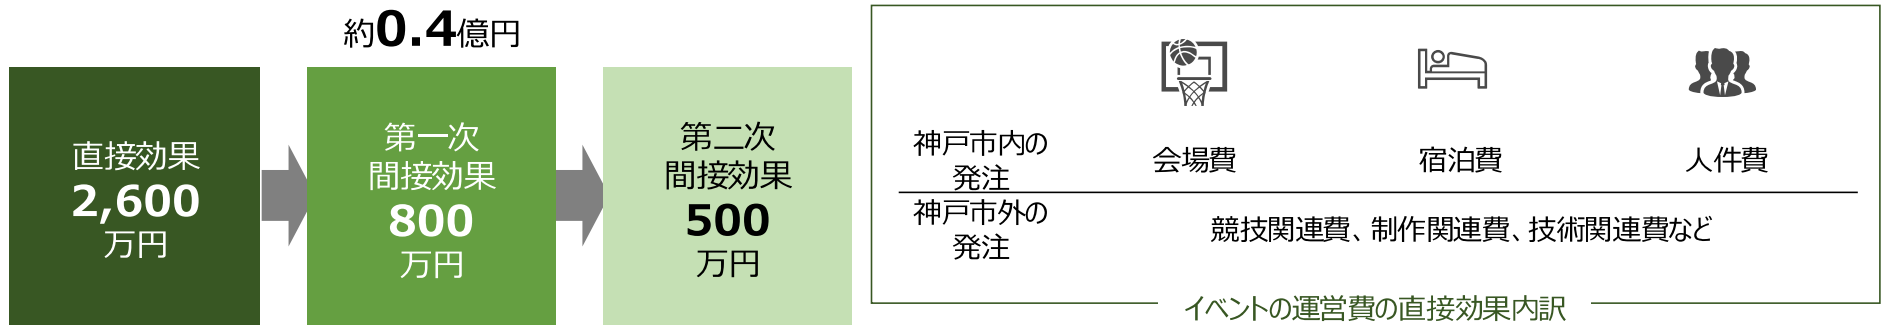 約0.4億円
直接効果
2,600
万円
第一次
間接効果
800
万円
第二次
間接効果
500
万円
神戸市内の
発注
会場費
宿泊費
人件費
神戸市外の
発注
競技関連費、制作関連費、技術関連費など
イベントの運営費の直接効果内訳